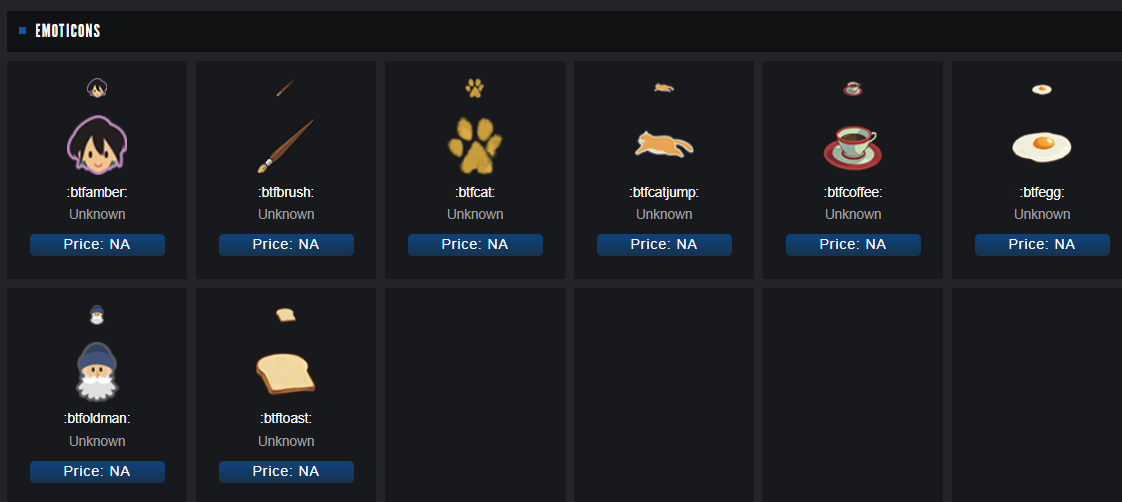 EMOTICONS
:btfamber:
Unknown
Price: NA
:btfbrush:
Unknown
Price: NA
:btfcat:
Unknown
Price: NA
:btfcatjump:
Unknown
Price: NA
:btfcoffee:
Unknown
Price: NA
:btfegg:
Unknown
Price: NA
:btfoldman:
Unknown
Price: NA
:btftoast:
Unknown
Price: NA